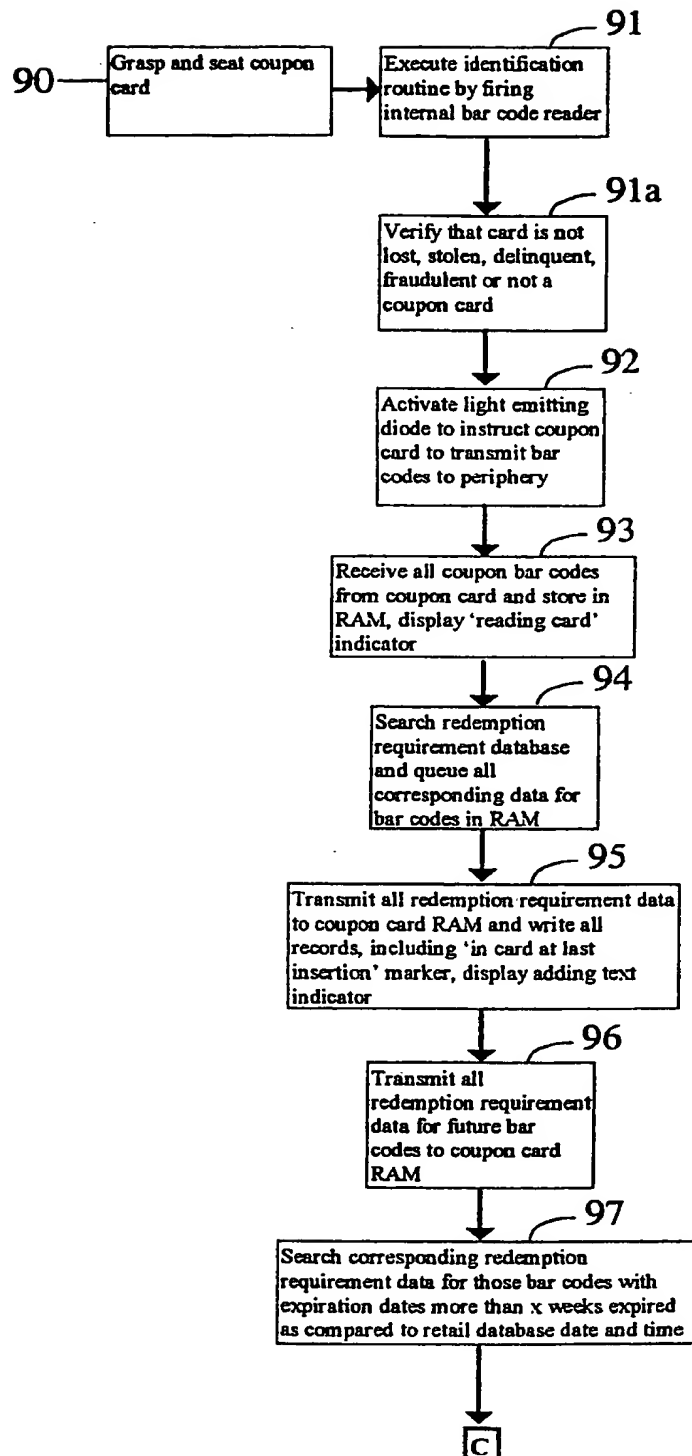 90
Grasp and seat coupon
card
91
Execute identification
routine by firing
internal bar code reader
91a
Verify that card is not
lost, stolen, delinquent,
fraudulent or not a
coupon card
92
Activate light emitting
diode to instruct coupon
card to transmit bar
codes to periphery
93
Receive all coupon bar codes
from coupon card and store in
RAM, display ‘reading card’
indicator
94
Search redemption
requirement database
and queue all
corresponding data for
bar codes in RAM
95
Transmit all redemption requirement data
to coupon card RAM and write all
records, including ‘in card at last
insertion’ marker, display adding text
indicator
96
Transmit all
redemption requirement
data for future bar
codes to coupon card
RAM
97
Search corresponding redemption
requirement data for those bar codes with
expiration dates more than x weeks expired
as compared to retail database date and time
C